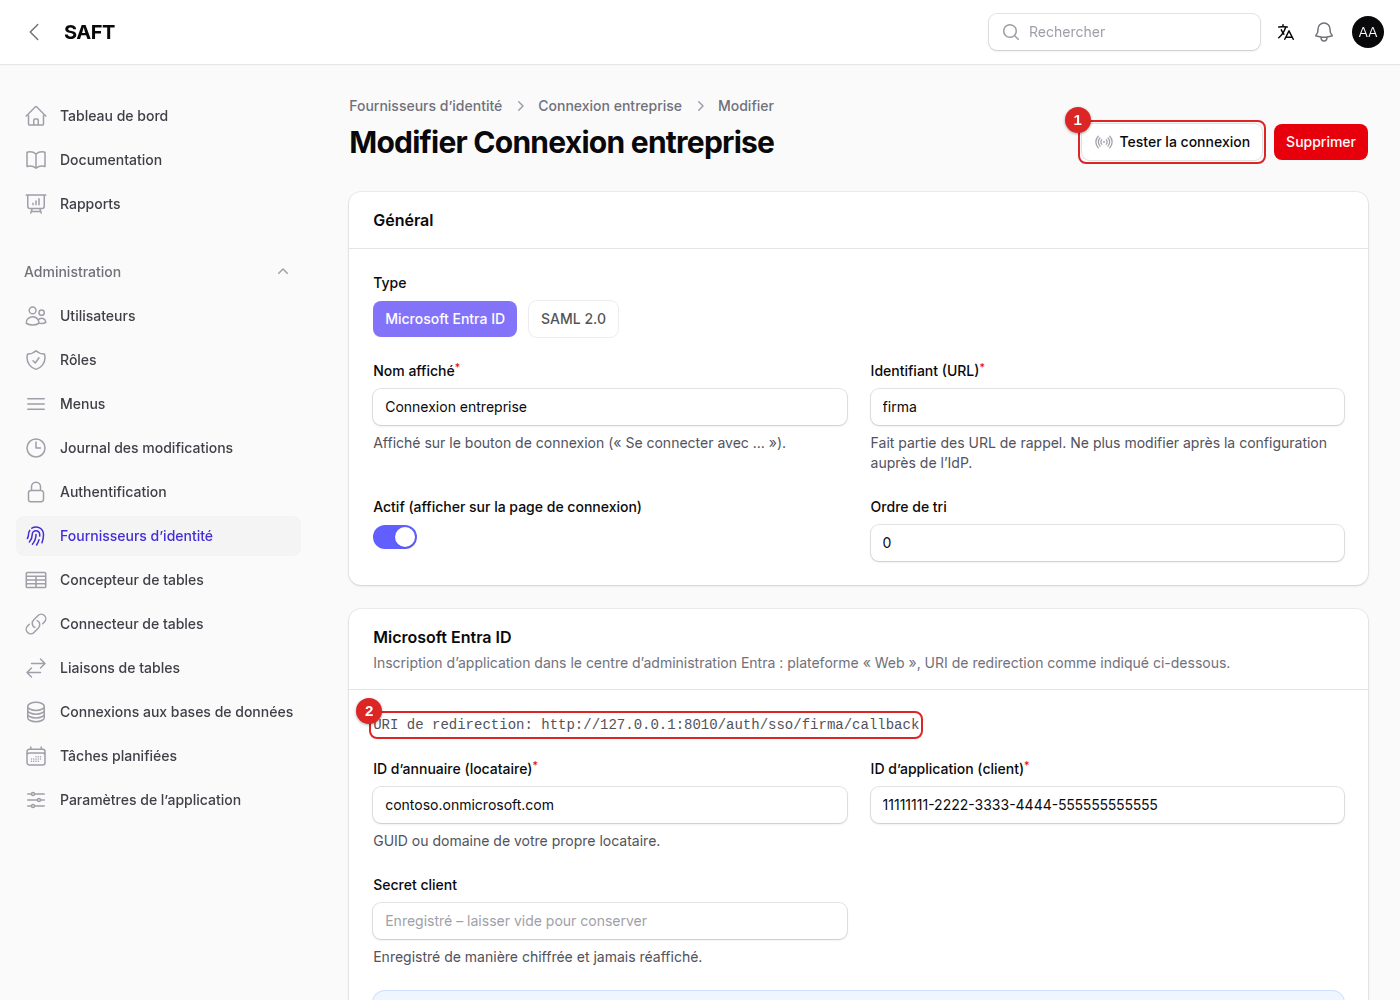 SAFT
Rechercher
AA
Tableau de bord
Documentation
Rapports
Administration
Utilisateurs
Rôles
Menus
Journal des modifications
Authentification
Fournisseurs d’identité
Concepteur de tables
Connecteur de tables
Liaisons de tables
Connexions aux bases de données
Tâches planifiées
Paramètres de l’application
Fournisseurs d’identité > Connexion entreprise > Modifier
Modifier Connexion entreprise
1
Tester la connexion
Supprimer
Général
Type
Microsoft Entra ID
SAML 2.0
Nom affiché*
Connexion entreprise
Affiché sur le bouton de connexion (« Se connecter avec ... »).
Identifiant (URL)*
firma
Fait partie des URL de rappel. Ne plus modifier après la configuration
auprès de l’IdP.
Actif (afficher sur la page de connexion)
Ordre de tri
0
Microsoft Entra ID
Inscription d’application dans le centre d’administration Entra : plateforme « Web », URI de redirection comme indiqué ci-dessous.
2
URI de redirection: http://127.0.0.1:8010/auth/sso/firma/callback
ID d’annuaire (locataire)*
contoso.onmicrosoft.com
GUID ou domaine de votre propre locataire.
ID d’application (client)*
11111111-2222-3333-4444-555555555555
Secret client
Enregistré – laisser vide pour conserver
Enregistré de manière chiffrée et jamais réaffiché.